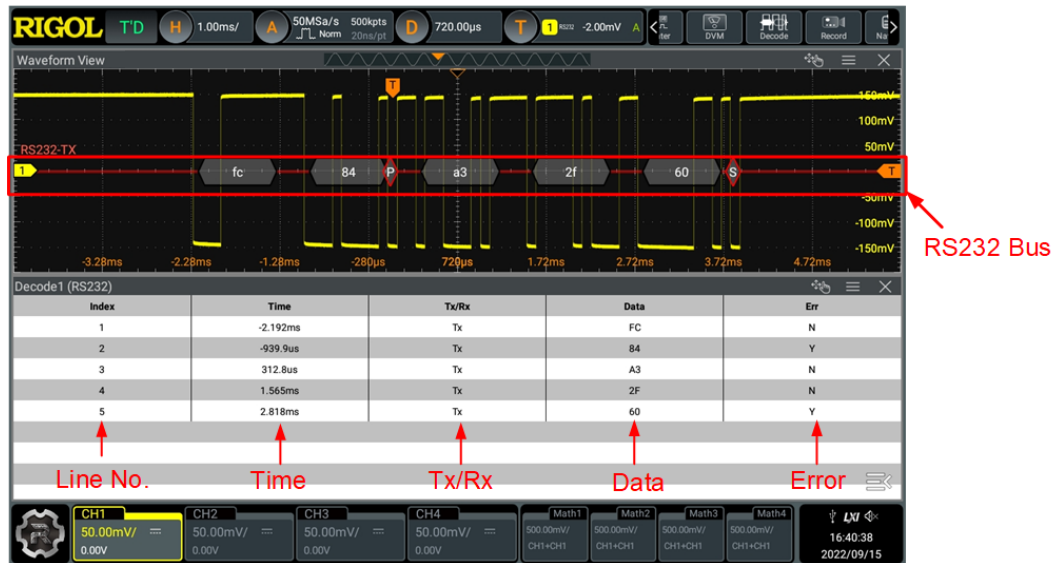 RIGOL T'D H 1.00ms/ A 50MSa/s 500kpts Norm 20ns/pt D 720.00μs T 1 RS232 -2.00mV A DVM Decode Record
Waveform View
T
150mV
100mV
RS232-TX 50mV
1 fc 84 P a3 2f 60 S T
-50mV
-100mV
RS232 Bus
-150mV
-3.28ms -2.28ms -1.28ms -280μs 720μs 1.72ms 2.72ms 3.72ms 4.72ms
Decode1 (RS232)
Index Time Tx/Rx Data Err
1 -2.192ms Tx FC N
2 -939.9us Tx 84 Y
3 312.8us Tx A3 N
4 1.565ms Tx 2F N
5 2.818ms Tx 60 Y
Line No. Time Tx/Rx Data Error
CH1 CH2 CH3 CH4 Math1 Math2 Math3 Math4
50.00mV/ 50.00mV/ 50.00mV/ 50.00mV/ 500.00mV/ 500.00mV/ 500.00mV/ 500.00mV/
0.00V 0.00V 0.00V 0.00V CH1+CH1 CH1+CH1 CH1+CH1 CH1+CH1
LXI
16:40:38
2022/09/15